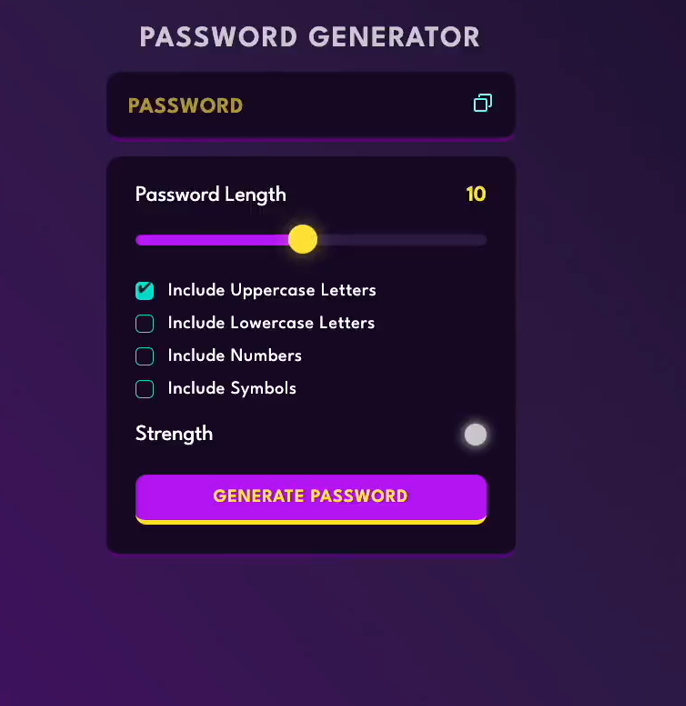 PASSWORD GENERATOR
PASSWORD
Password Length 10
Include Uppercase Letters
Include Lowercase Letters
Include Numbers
Include Symbols
Strength
GENERATE PASSWORD